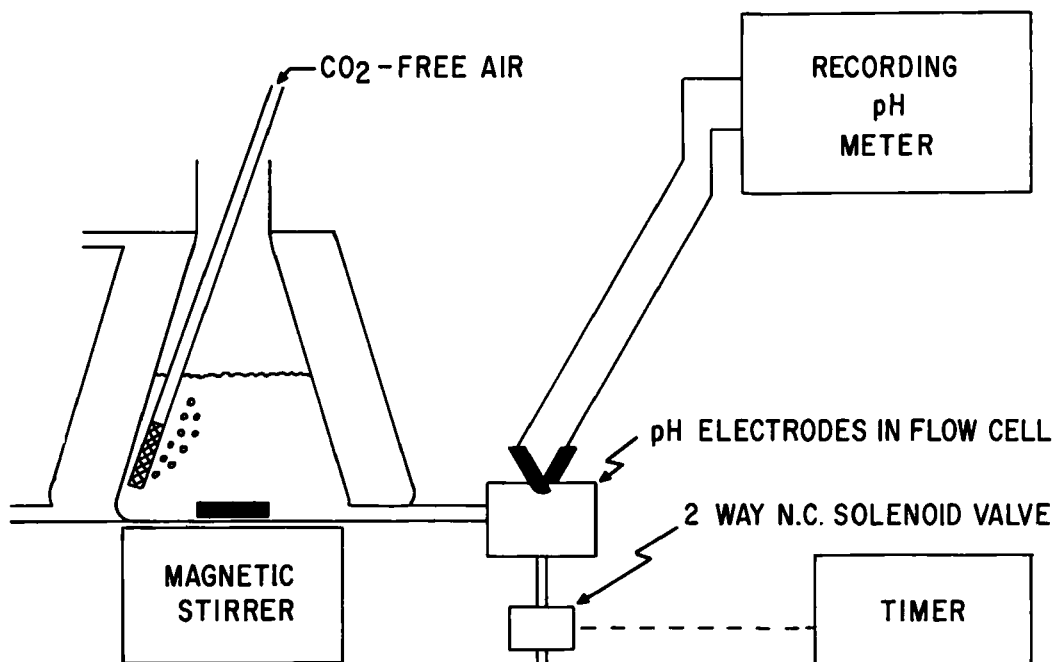 CO2-FREE AIR
RECORDING
pH
METER
pH ELECTRODES IN FLOW CELL
2 WAY N.C. SOLENOID VALVE
MAGNETIC
STIRRER
TIMER